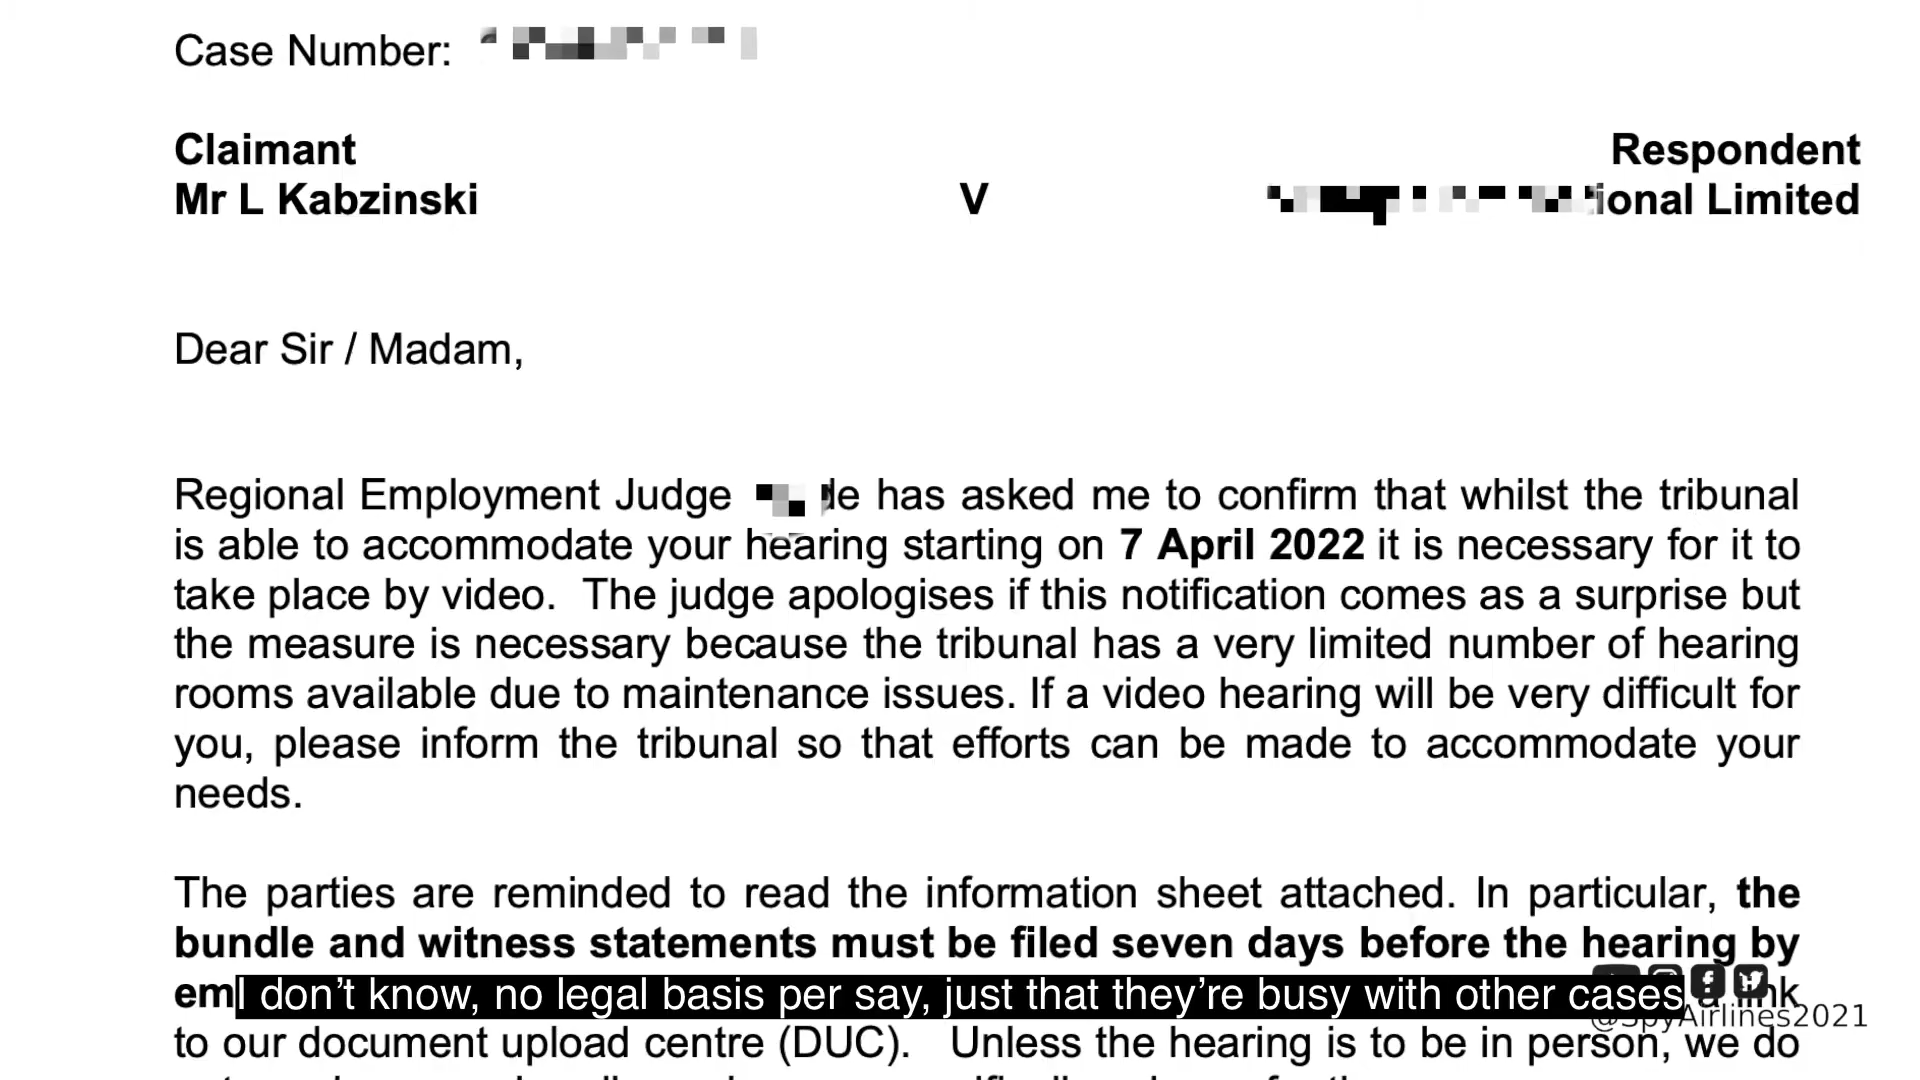 Case Number:
Claimant
Respondent
Mr L Kabzinski
V
ional Limited
Dear Sir / Madam,
Regional Employment Judge de has asked me to confirm that whilst the tribunal
is able to accommodate your hearing starting on 7 April 2022 it is necessary for it to
take place by video. The judge apologises if this notification comes as a surprise but
the measure is necessary because the tribunal has a very limited number of hearing
rooms available due to maintenance issues. If a video hearing will be very difficult for
you, please inform the tribunal so that efforts can be made to accommodate your
needs.
The parties are reminded to read the information sheet attached. In particular, the
bundle and witness statements must be filed seven days before the hearing by
em
I don't know, no legal basis per say, just that they're busy with other cases
@SpyAirlines2021
to our document upload centre (DUC). Unless the hearing is to be in person, we do